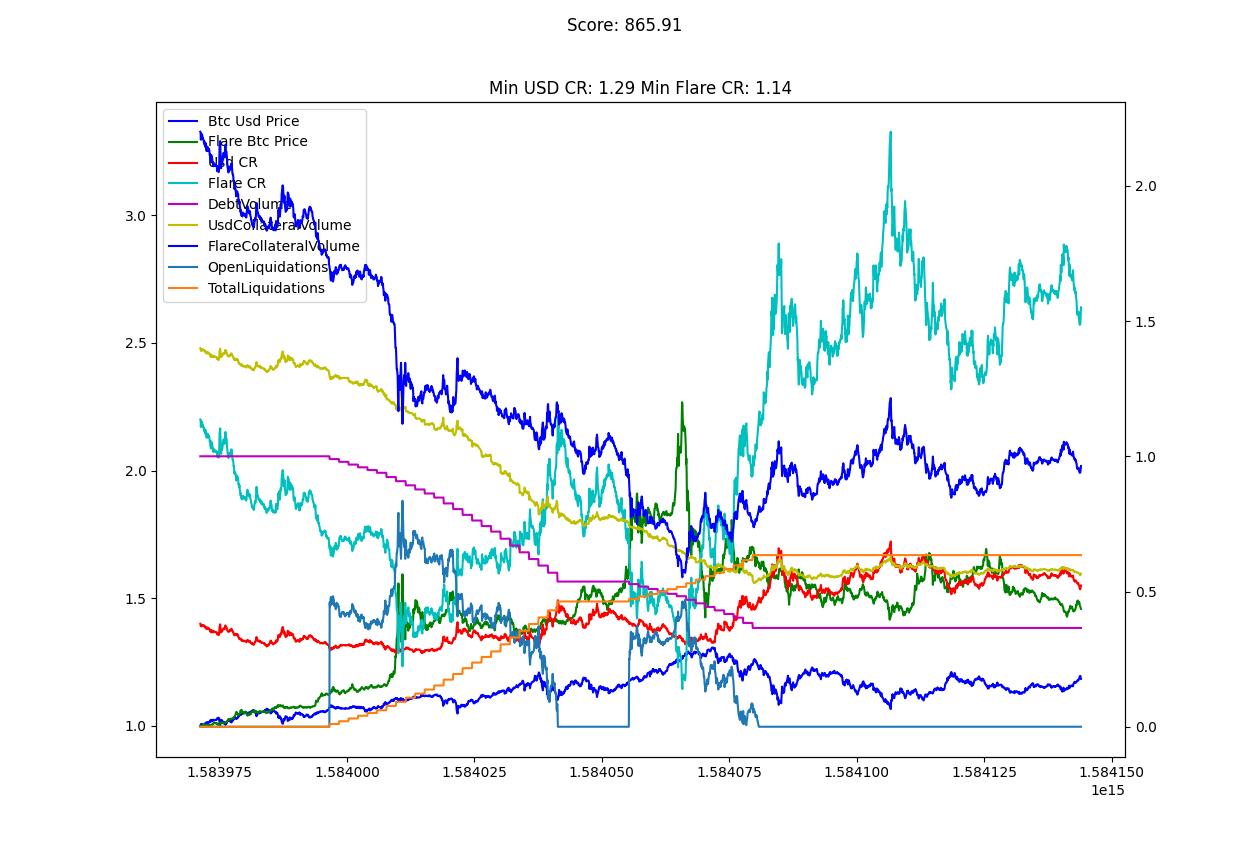 Score: 865.91
Min USD CR: 1.29 Min Flare CR: 1.14
Btc Usd Price
Flare Btc Price
Usd CR
Flare CR
DebtVolume
UsdCollateralVolume
FlareCollateralVolume
OpenLiquidations
TotalLiquidations
3.0
2.5
2.0
1.5
1.0
2.0
1.5
1.0
0.5
0.0
1.583975
1.584000
1.584025
1.584050
1.584075
1.584100
1.584125
1.584150
1e15